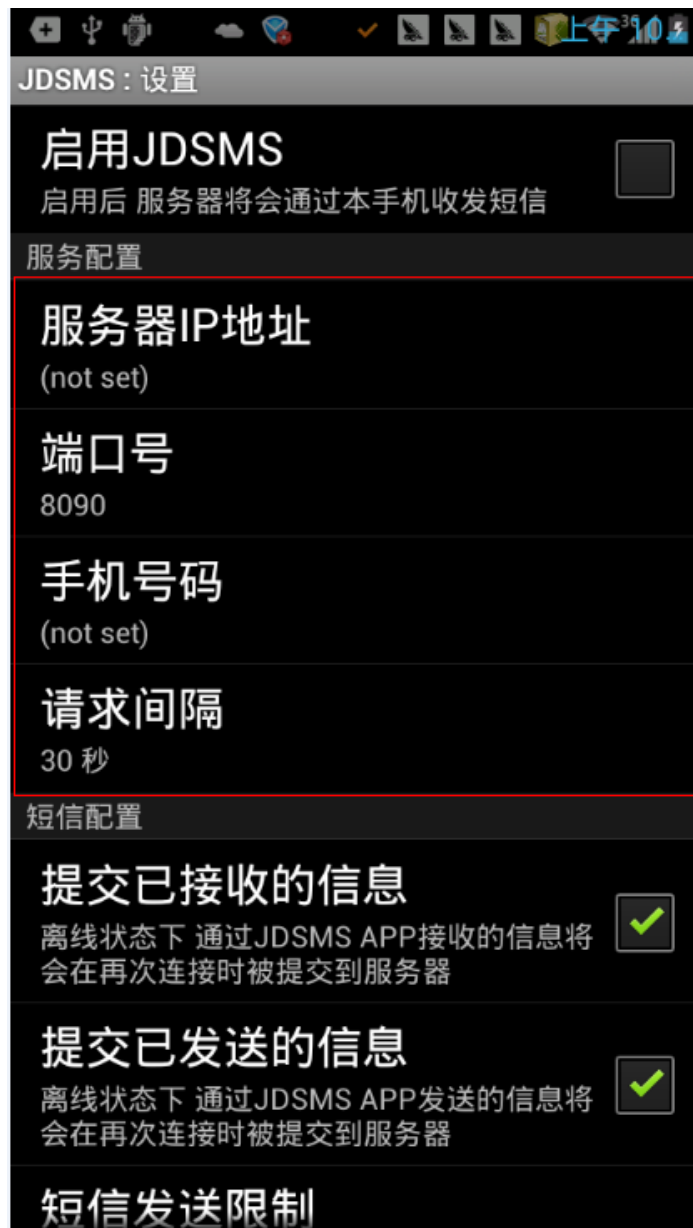 上午 10
JDSMS : 设置
启用JDSMS
启用后 服务器将会通过本手机收发短信
服务配置
服务器IP地址
(not set)
端口号
8090
手机号码
(not set)
请求间隔
30 秒
短信配置
提交已接收的信息
离线状态下 通过JDSMS APP接收的信息将
会在再次连接时被提交到服务器
提交已发送的信息
离线状态下 通过JDSMS APP发送的信息将
会在再次连接时被提交到服务器
短信发送限制